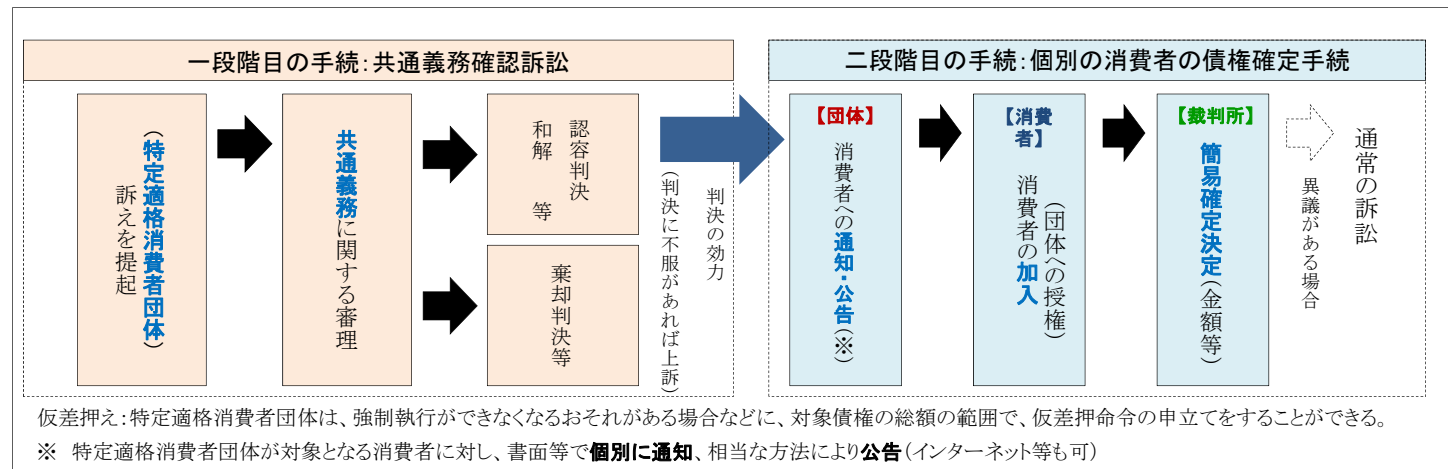 一段階目の手続：共通義務確認訴訟
（特定適格消費者団体）
訴えを提起
共通義務に関する審理
認容判決
和解　等
棄却判決等
判決の効力
（判決に不服があれば上訴）
二段階目の手続：個別の消費者の債権確定手続
【団体】
消費者への通知・公告（※）
【消費
者】
（団体への授権）
消費者の加入
【裁判所】
簡易確定決定（金額等）
通常の訴訟
異議がある場合
仮差押え：特定適格消費者団体は、強制執行ができなくなるおそれがある場合などに、対象債権の総額の範囲で、仮差押命令の申立てをすることができる。
※　特定適格消費者団体が対象となる消費者に対し、書面等で個別に通知、相当な方法により公告（インターネット等も可）